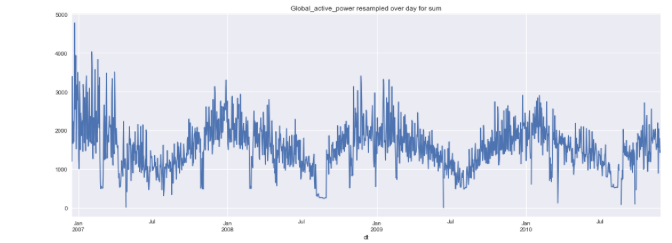 Global_active_power resampled over day for sum
5000
4000
3000
2000
1000
0
Jan Jul Jan Jul Jan Jul Jan Jul
2007 2008 2009 2010
dt